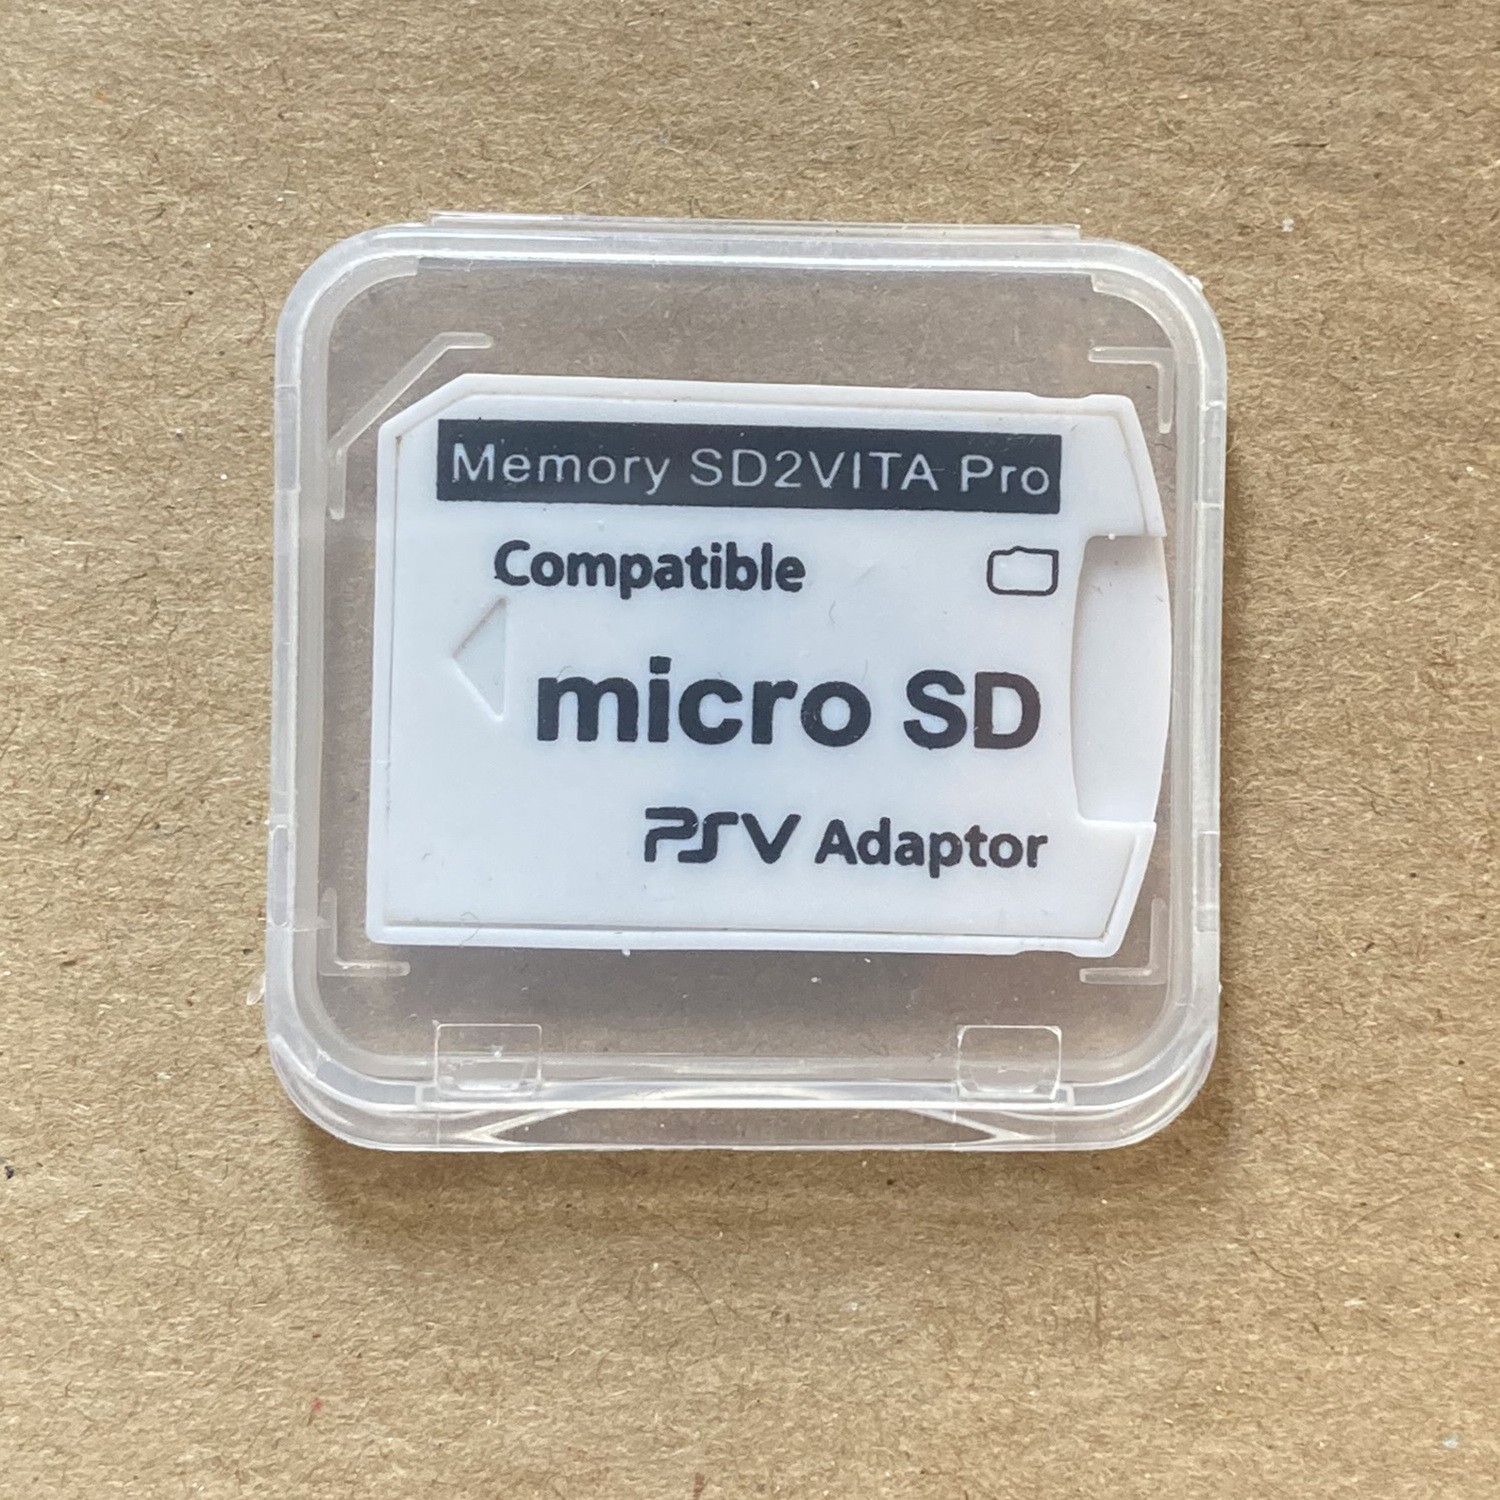 Memory SD2VITA Pro
Compatible
micro SD
PSV Adaptor